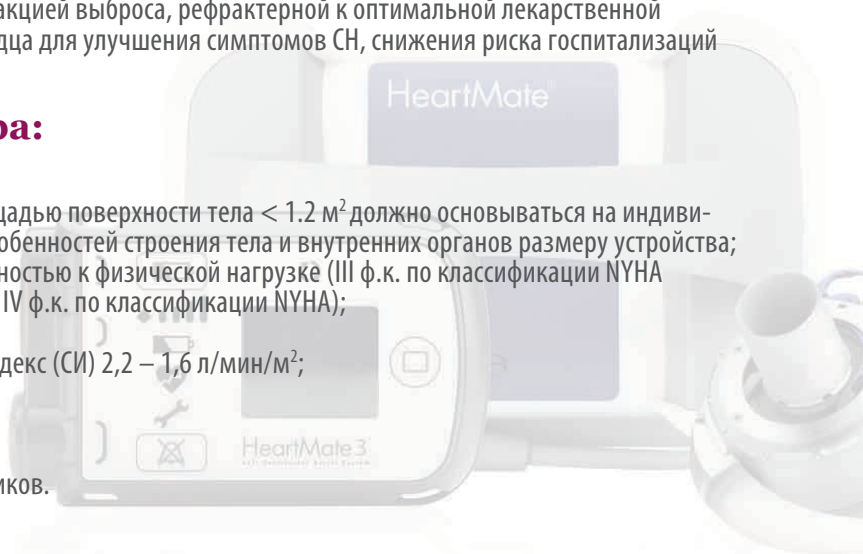 акцией выброса, рефрактерной к оптимальной лекарственной
дца для улучшения симптомов СН, снижения риска госпитализаций
HeartMate
ра:
щадью поверхности тела < 1.2 м² должно основываться на индиви-
обенностей строения тела и внутренних органов размеру устройства;
ностью к физической нагрузке (III ф.к. по классификации NYHA
IV ф.к. по классификации NYHA);
декс (СИ) 2,2 – 1,6 л/мин/м²;
HeartMate 3
иков.